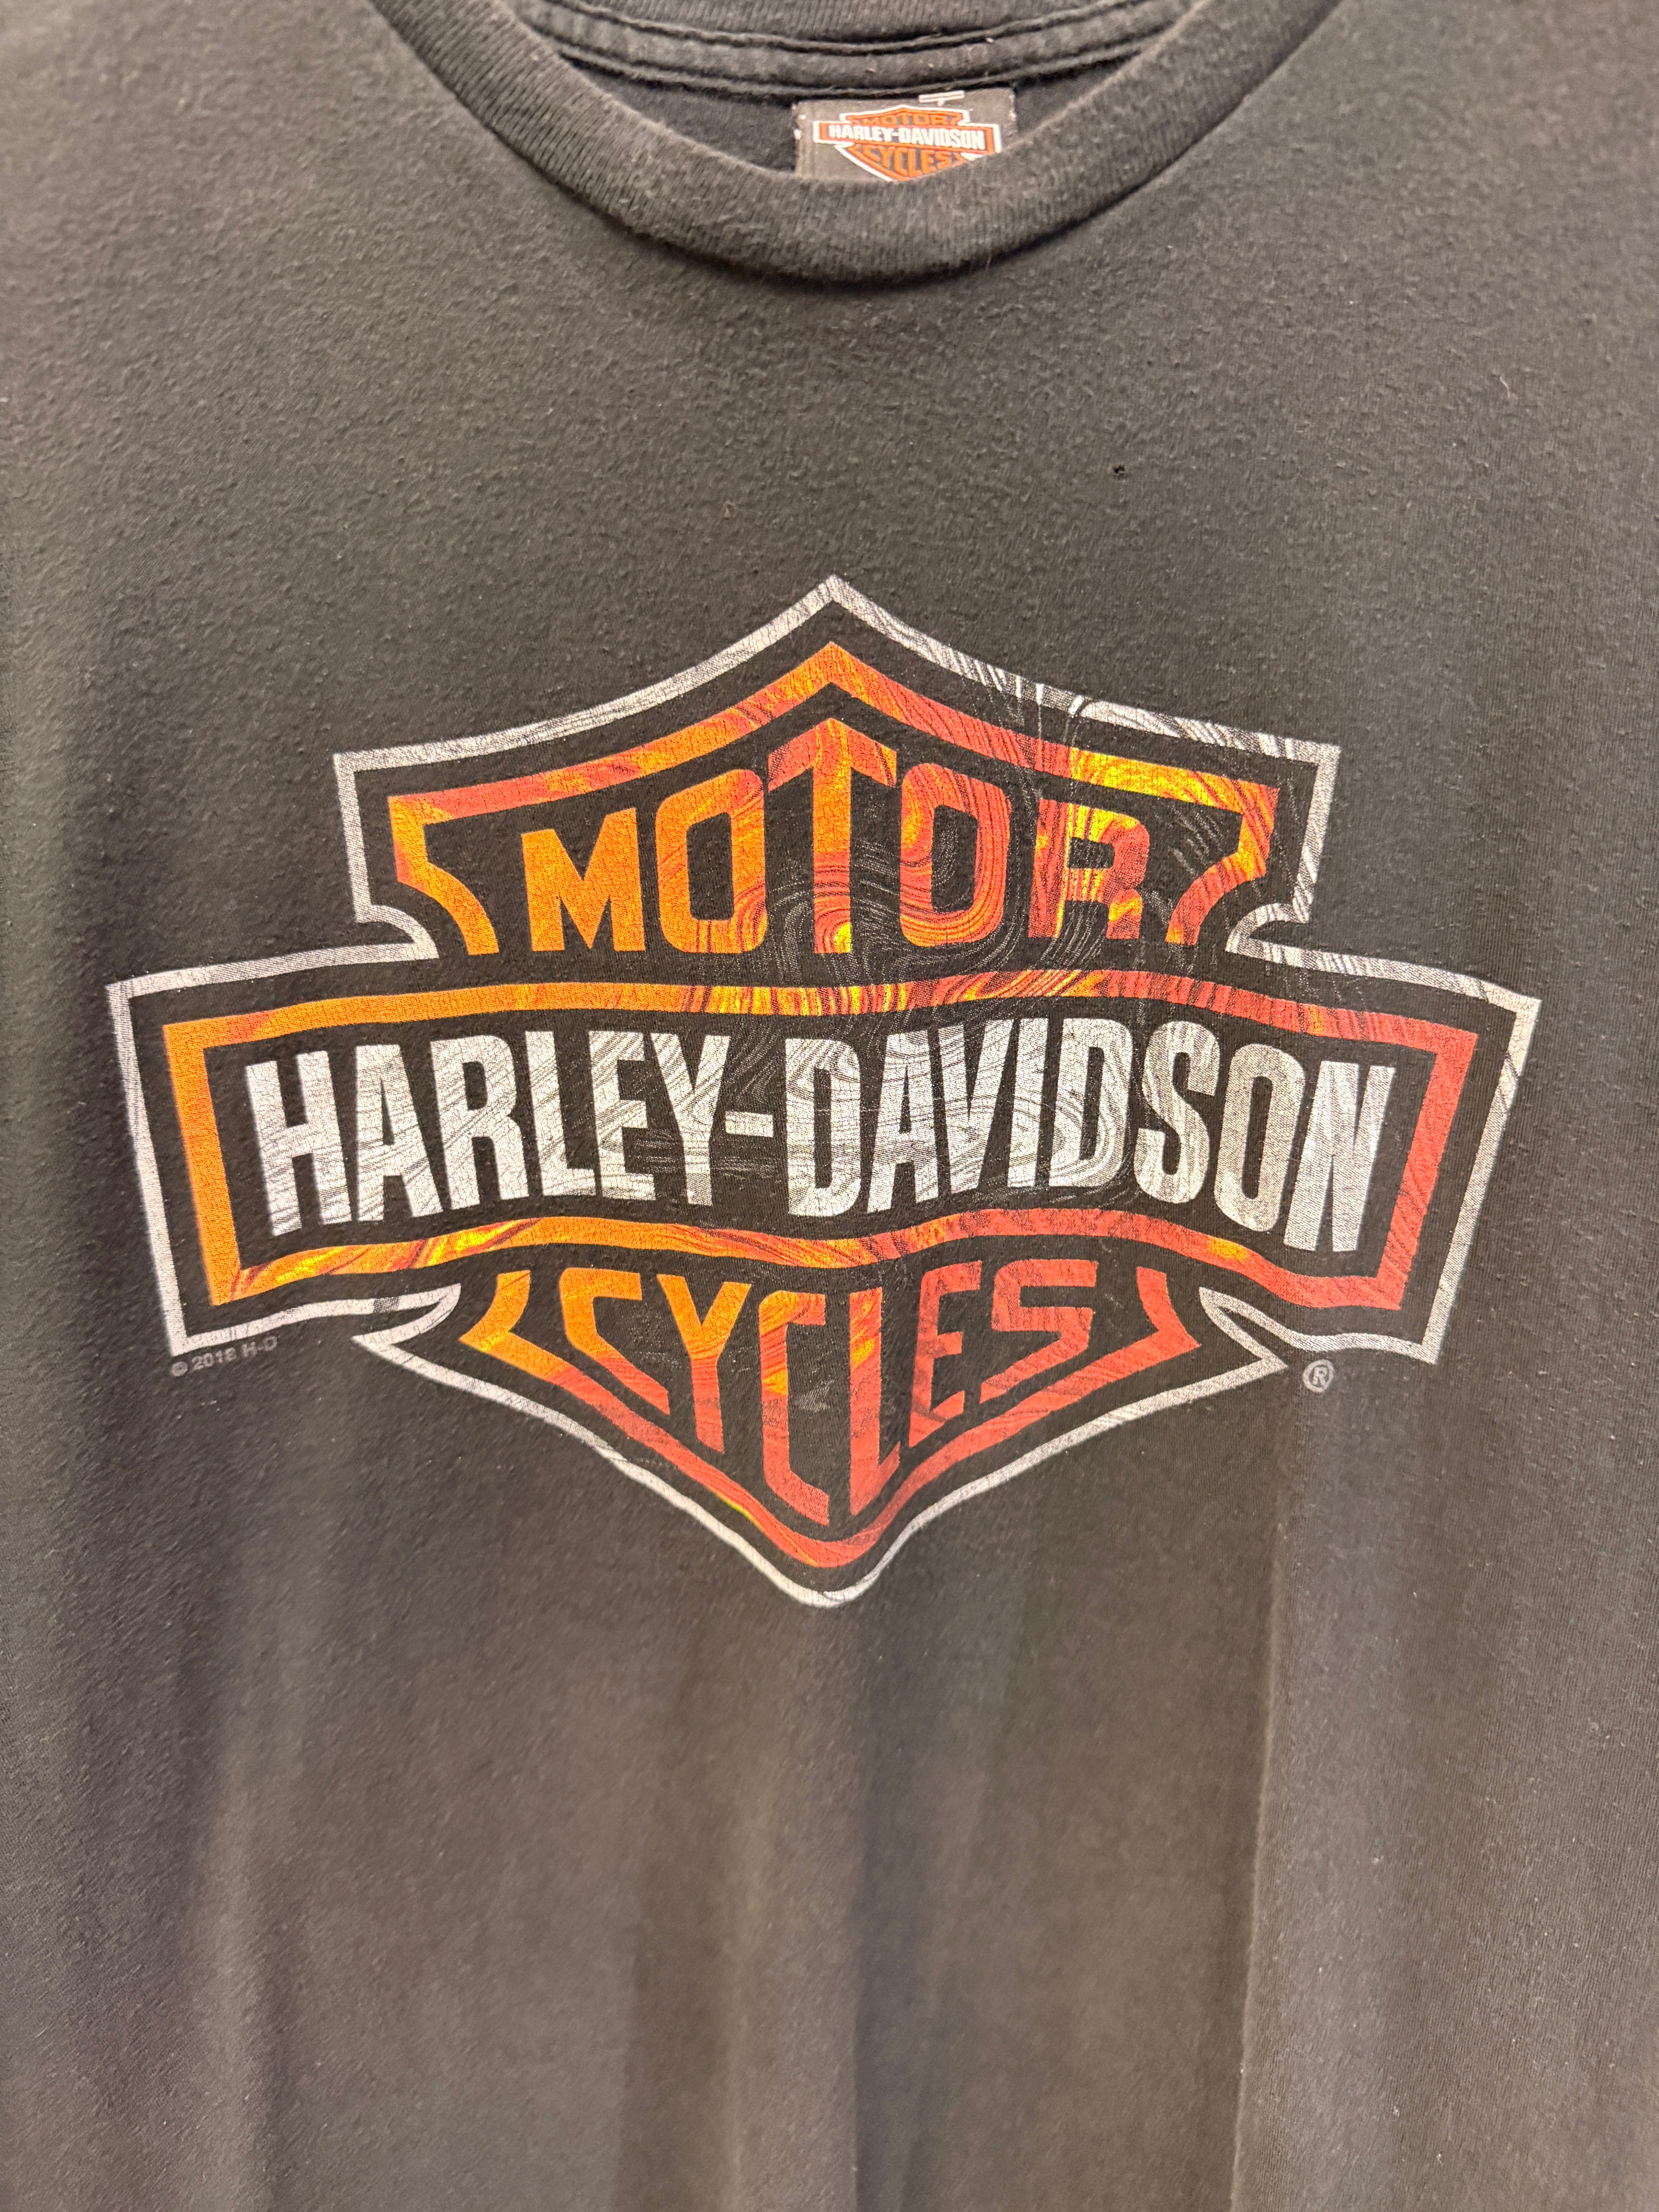 MOTOR
HARLEY-DAVIDSON
CYCLES
MOTOR
HARLEY-DAVIDSON
CYCLES
© 2018 H-D
®